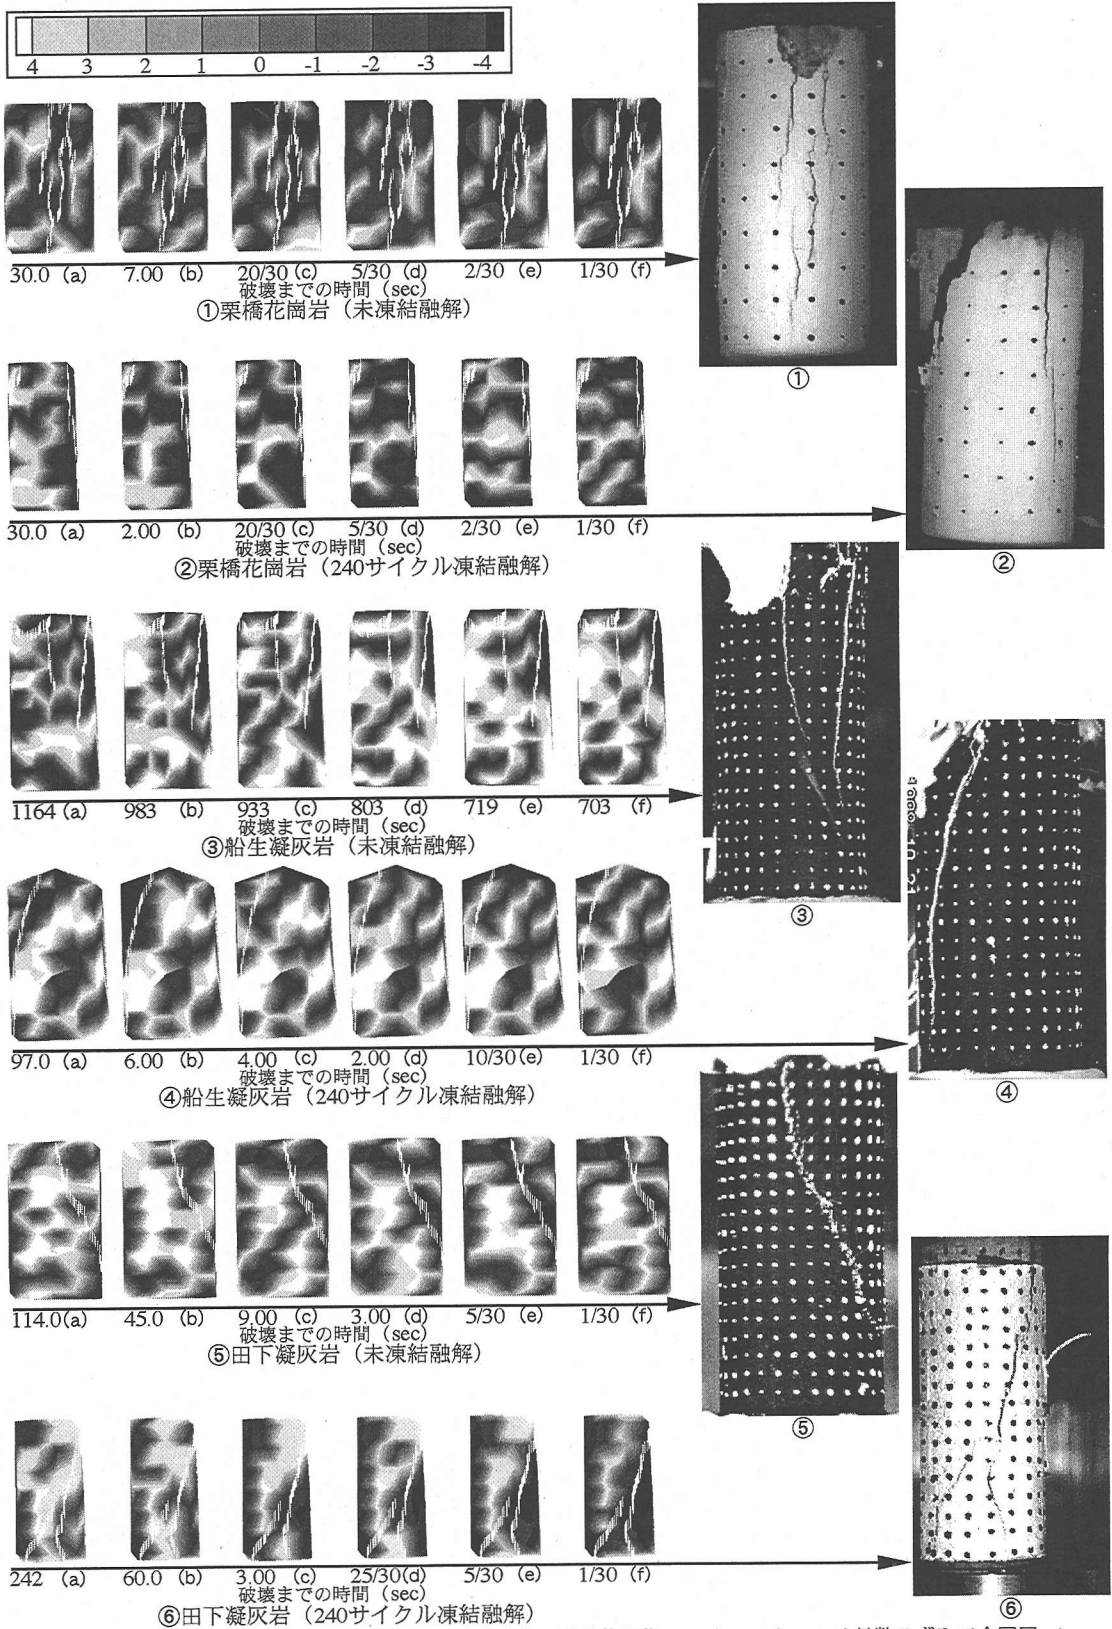 4 3 2 1 0 -1 -2 -3 -4
30.0 (a) 7.00 (b) 20/30 (c) 5/30 (d) 2/30 (e) 1/30 (f)
破壊までの時間 (sec)
①栗橋花崗岩（未凍結融解）
①
30.0 (a) 2.00 (b) 20/30 (c) 5/30 (d) 2/30 (e) 1/30 (f)
破壊までの時間 (sec)
②栗橋花崗岩（240サイクル凍結融解）
②
1164 (a) 983 (b) 933 (c) 803 (d) 719 (e) 703 (f)
破壊までの時間 (sec)
③船生凝灰岩（未凍結融解）
③
97.0 (a) 6.00 (b) 4.00 (c) 2.00 (d) 10/30 (e) 1/30 (f)
破壊までの時間 (sec)
④船生凝灰岩（240サイクル凍結融解）
④
114.0 (a) 45.0 (b) 9.00 (c) 3.00 (d) 5/30 (e) 1/30 (f)
破壊までの時間 (sec)
⑤田下凝灰岩（未凍結融解）
⑤
242 (a) 60.0 (b) 3.00 (c) 25/30 (d) 5/30 (e) 1/30 (f)
破壊までの時間 (sec)
⑥田下凝灰岩（240サイクル凍結融解）
⑥